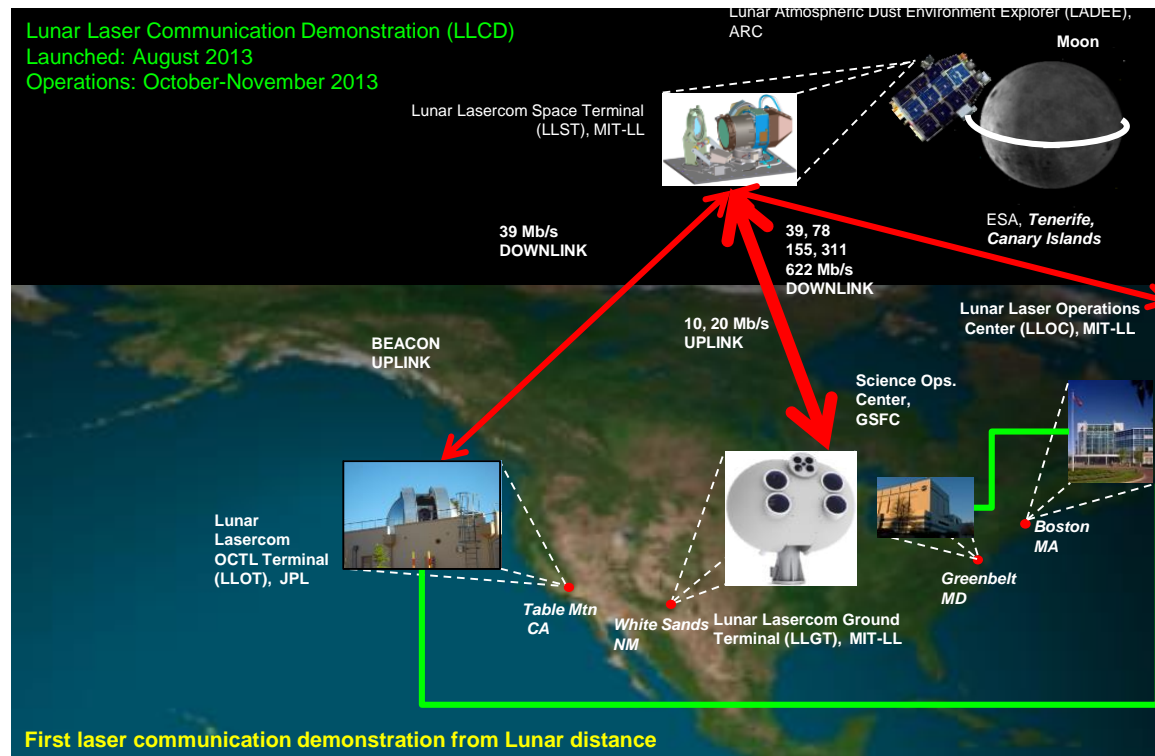 Lunar Laser Communication Demonstration (LLCD)
Launched: August 2013
Operations: October-November 2013
Lunar Atmospheric Dust Environment Explorer (LADEE),
ARC
Moon
Lunar Lasercom Space Terminal
(LLST), MIT-LL
ESA, Tenerife,
Canary Islands
39 Mb/s
DOWNLINK
39, 78
155, 311
622 Mb/s
DOWNLINK
Lunar Laser Operations
Center (LLOC), MIT-LL
10, 20 Mb/s
UPLINK
BEACON
UPLINK
Science Ops.
Center,
GSFC
Lunar
Lasercom
OCTL Terminal
(LLOT), JPL
Boston
MA
Greenbelt
MD
Table Mtn
CA
White Sands
NM
Lunar Lasercom Ground
Terminal (LLGT), MIT-LL
First laser communication demonstration from Lunar distance